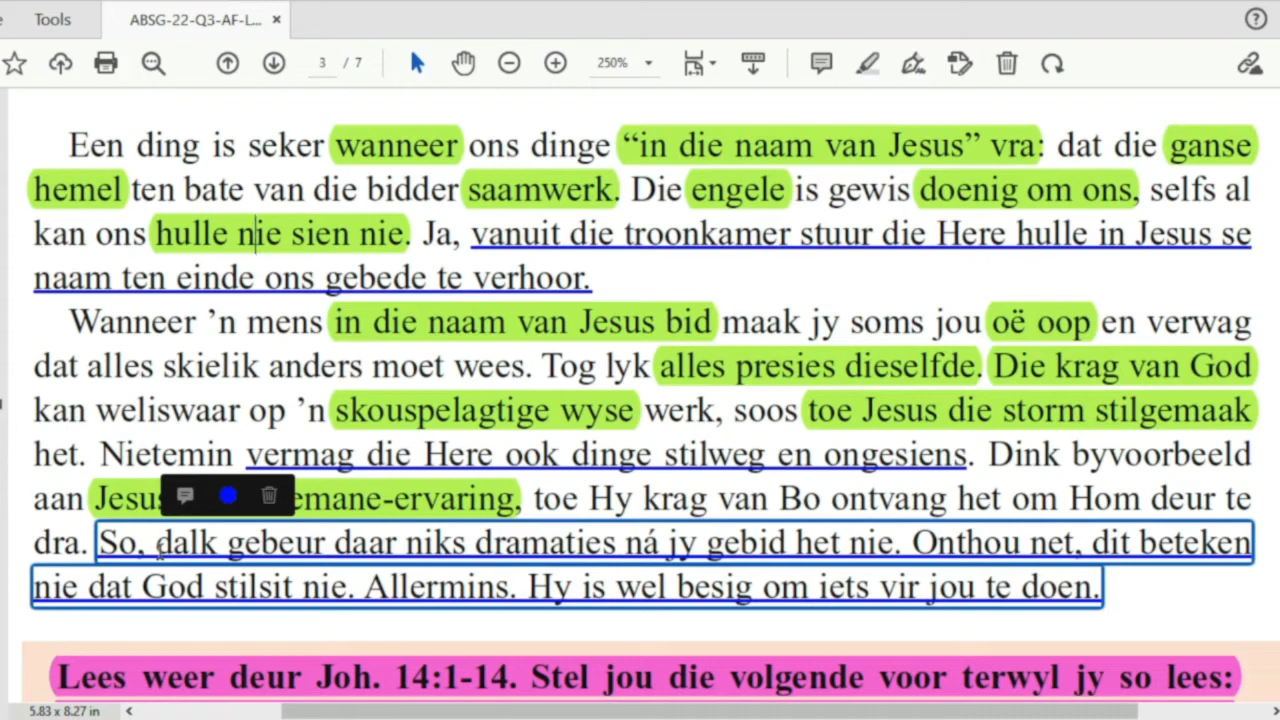 Tools
ABSG-22-Q3-AF-L...
3 / 7
250%
Een ding is seker wanneer ons dinge “in die naam van Jesus” vra: dat die ganse
hemel ten bate van die bidder saamwerk. Die engele is gewis doenig om ons, selfs al
kan ons hulle nie sien nie. Ja, vanuit die troonkamer stuur die Here hulle in Jesus se
naam ten einde ons gebede te verhoor.
Wanneer ’n mens in die naam van Jesus bid maak jy soms jou oë oop en verwag
dat alles skielik anders moet wees. Tog lyk alles presies dieselfde. Die krag van God
kan weliswaar op ’n skouspelagtige wyse werk, soos toe Jesus die storm stilgemaak
het. Nietemin vermag die Here ook dinge stilweg en ongesiens. Dink byvoorbeeld
aan Jesus emane-ervaring, toe Hy krag van Bo ontvang het om Hom deur te
dra. So, dalk gebeur daar niks dramaties ná jy gebid het nie. Onthou net, dit beteken
nie dat God stilsit nie. Allermins. Hy is wel besig om iets vir jou te doen.
Lees weer deur Joh. 14:1-14. Stel jou die volgende voor terwyl jy so lees:
5.83 x 8.27 in